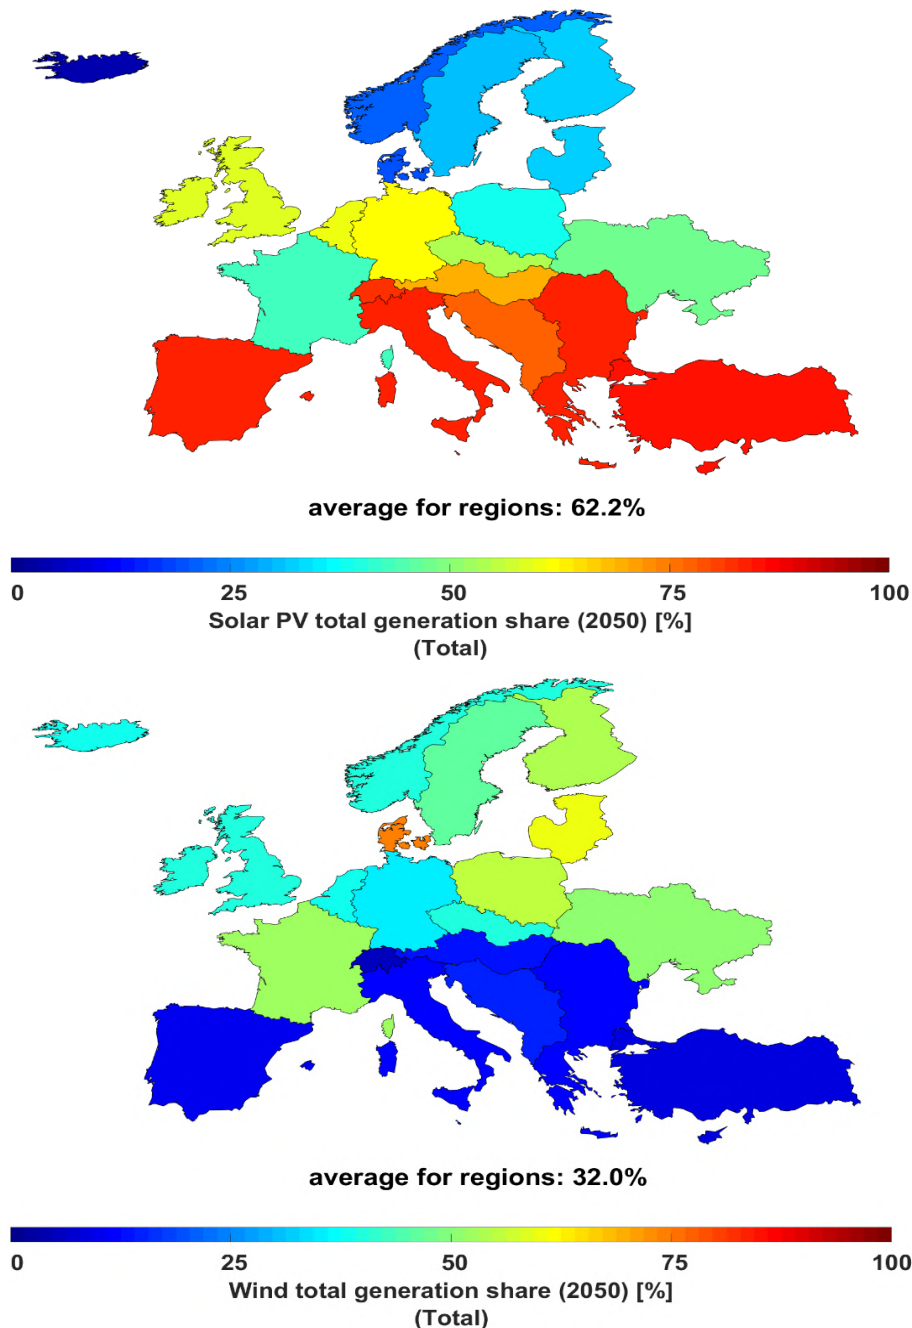 average for regions: 62.2%
0 25 50 75 100
Solar PV total generation share (2050) [%]
(Total)
average for regions: 32.0%
0 25 50 75 100
Wind total generation share (2050) [%]
(Total)